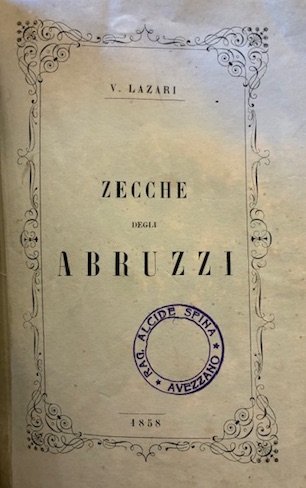 V. LAZARI
ZECCHE
DEGLI
ABRUZZI
RAG. ALCIDE SPINA
* AVEZZANO *
1858